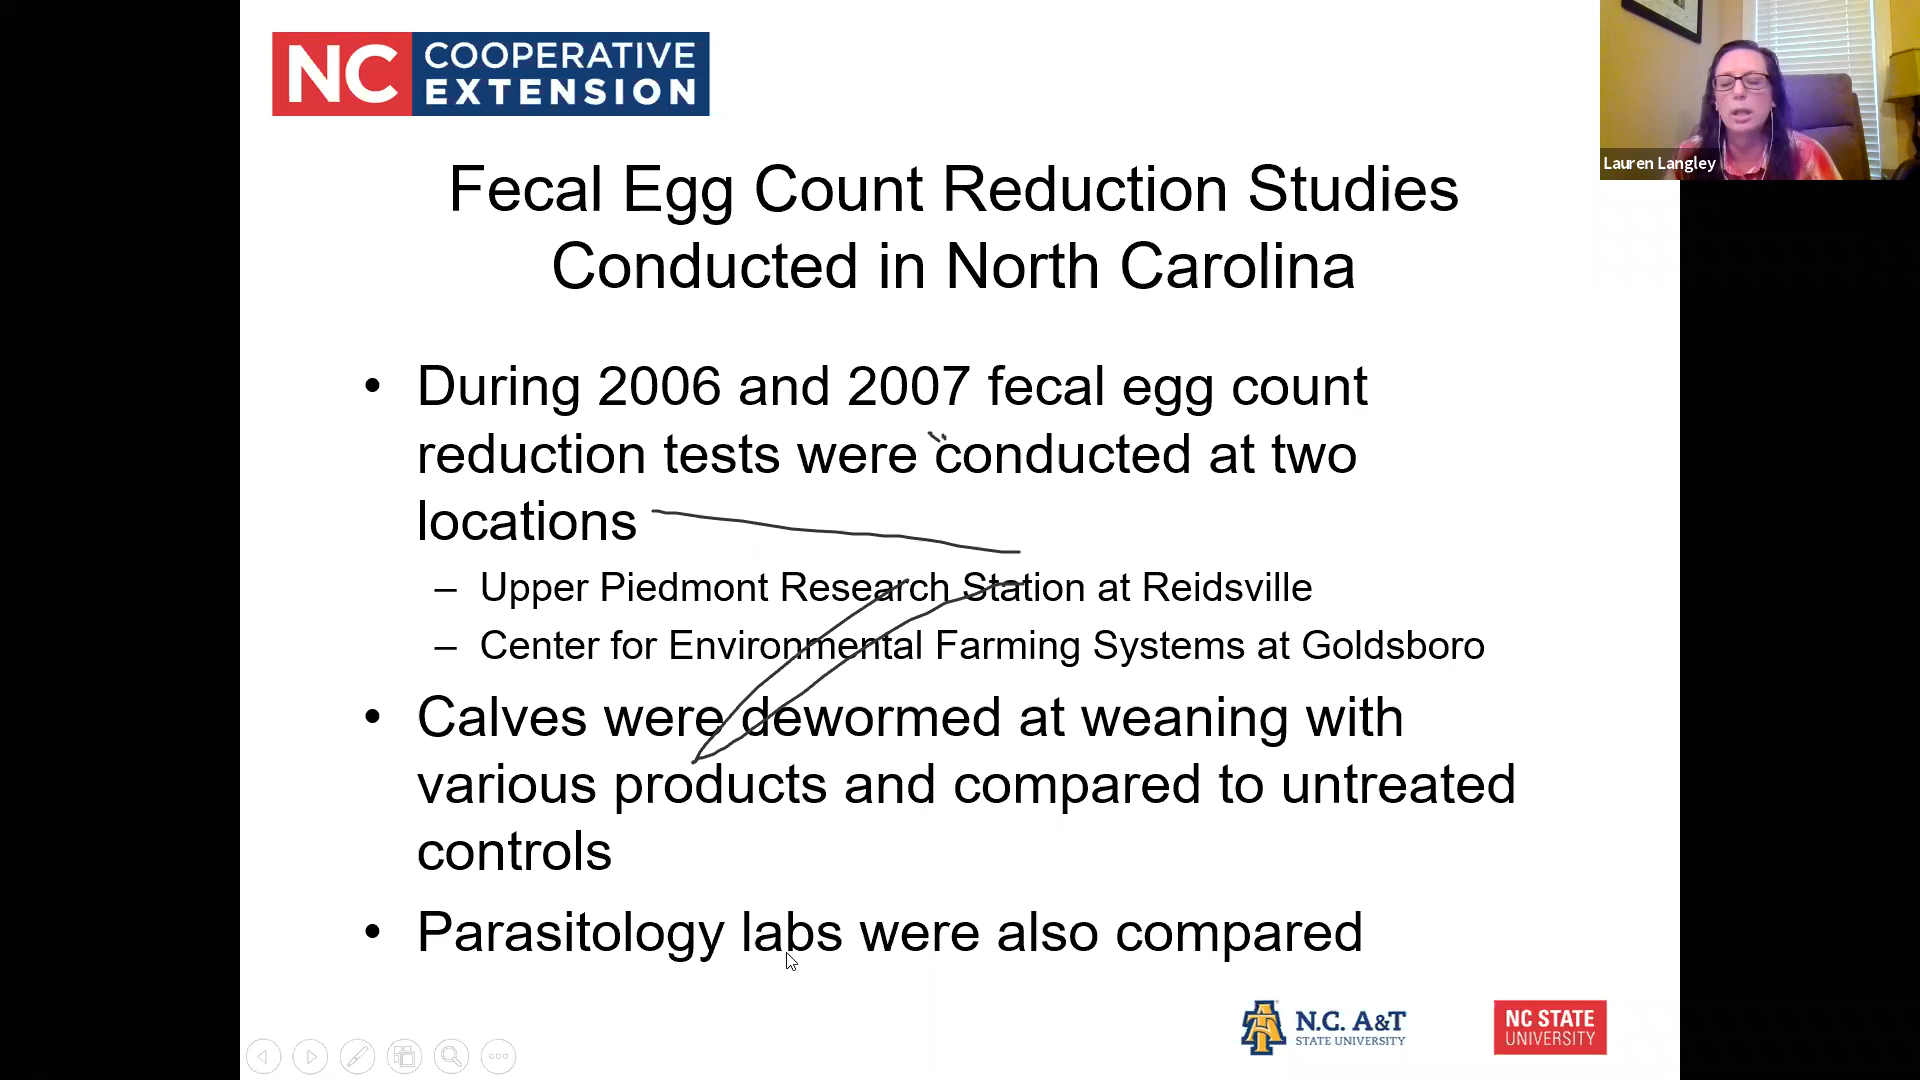 NC COOPERATIVE
EXTENSION
Lauren Langley
Fecal Egg Count Reduction Studies
Conducted in North Carolina
• During 2006 and 2007 fecal egg count
reduction tests were conducted at two
locations
– Upper Piedmont Research Station at Reidsville
– Center for Environmental Farming Systems at Goldsboro
• Calves were dewormed at weaning with
various products and compared to untreated
controls
• Parasitology labs were also compared
N.C. A&T
STATE UNIVERSITY
NC STATE
UNIVERSITY